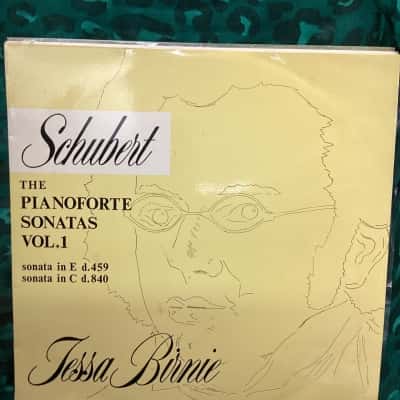 Schubert
THE
PIANOFORTE
SONATAS
VOL.1
sonata in E d.459
sonata in C d.840
Tessa Birnie